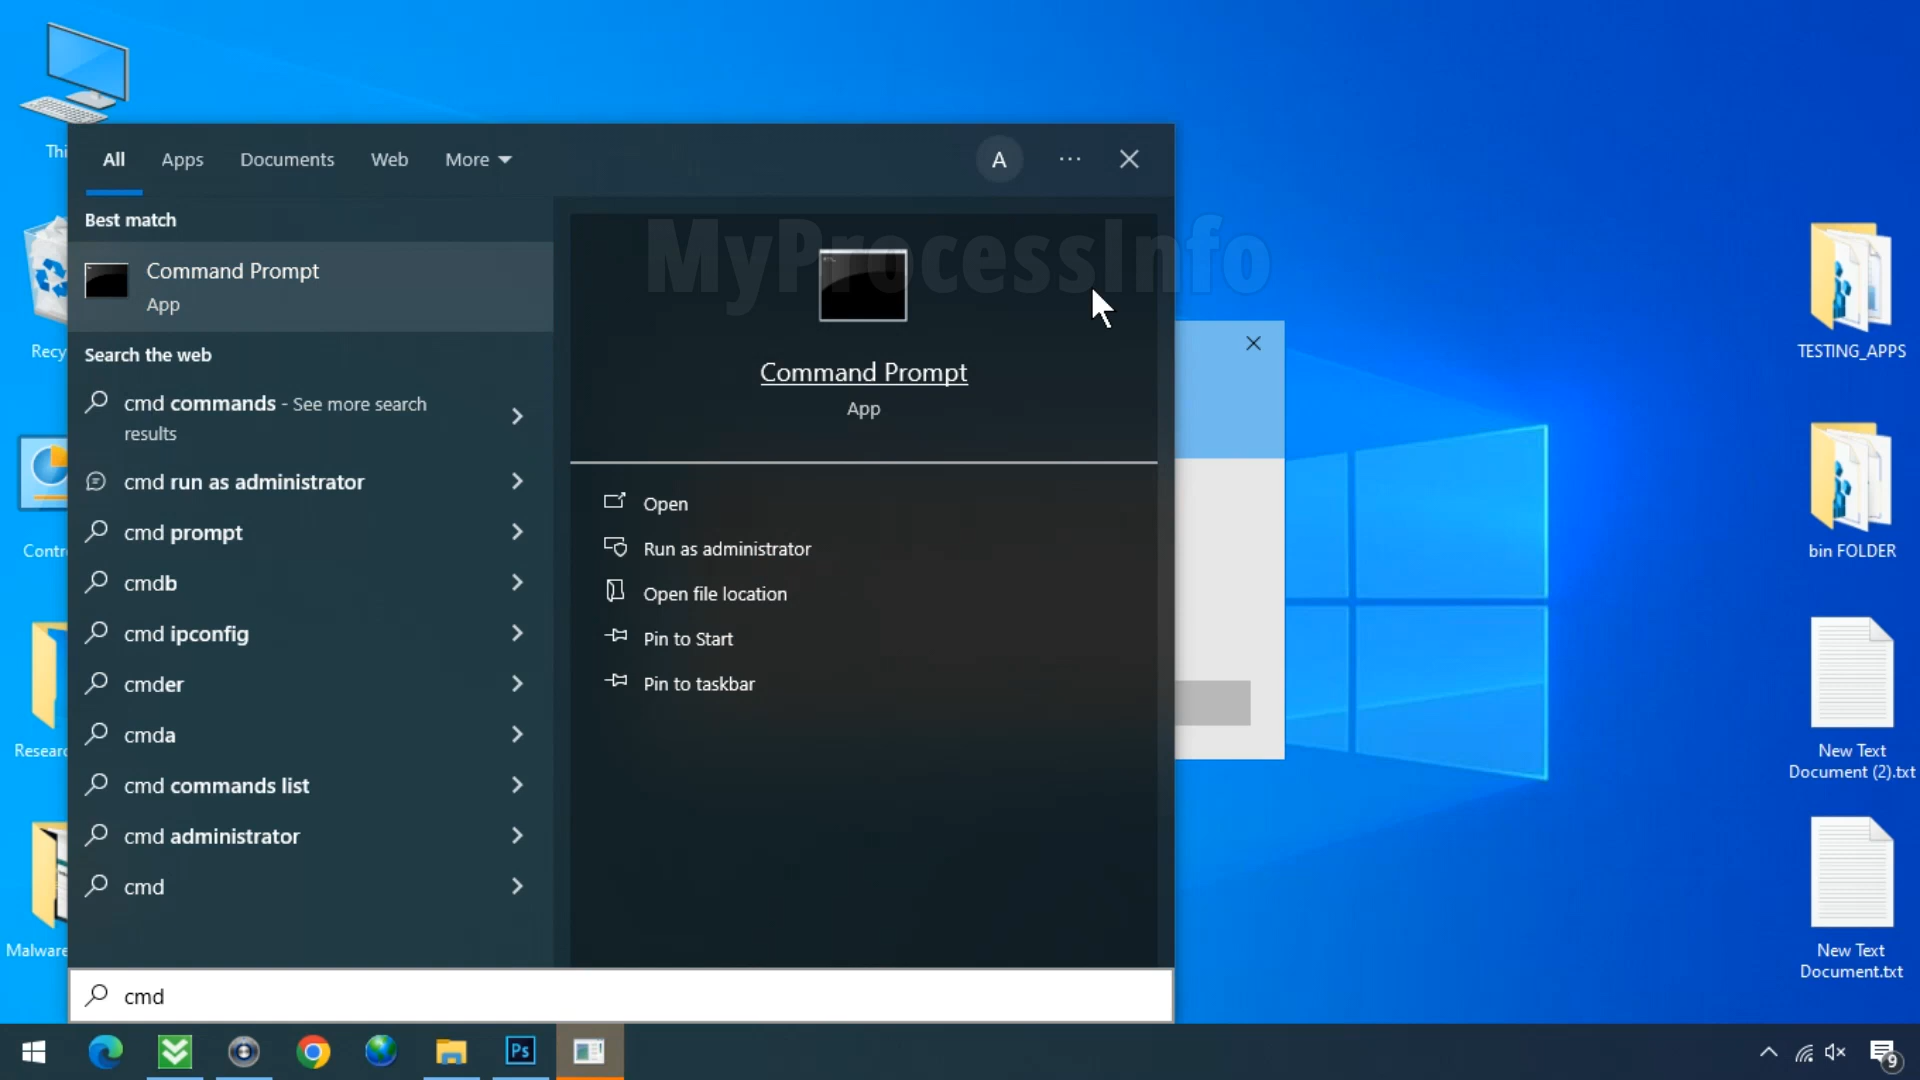 All
Apps
Documents
Web
More
A
Best match
Command Prompt
App
Search the web
cmd commands - See more search
results
cmd run as administrator
cmd prompt
cmdb
cmd ipconfig
cmder
cmda
cmd commands list
cmd administrator
cmd
MyProcessInfo
Command Prompt
App
Open
Run as administrator
Open file location
Pin to Start
Pin to taskbar
cmd
Thi
Recy
Contr
Researc
Malware
TESTING_APPS
bin FOLDER
New Text
Document (2).txt
New Text
Document.txt
Ps
9